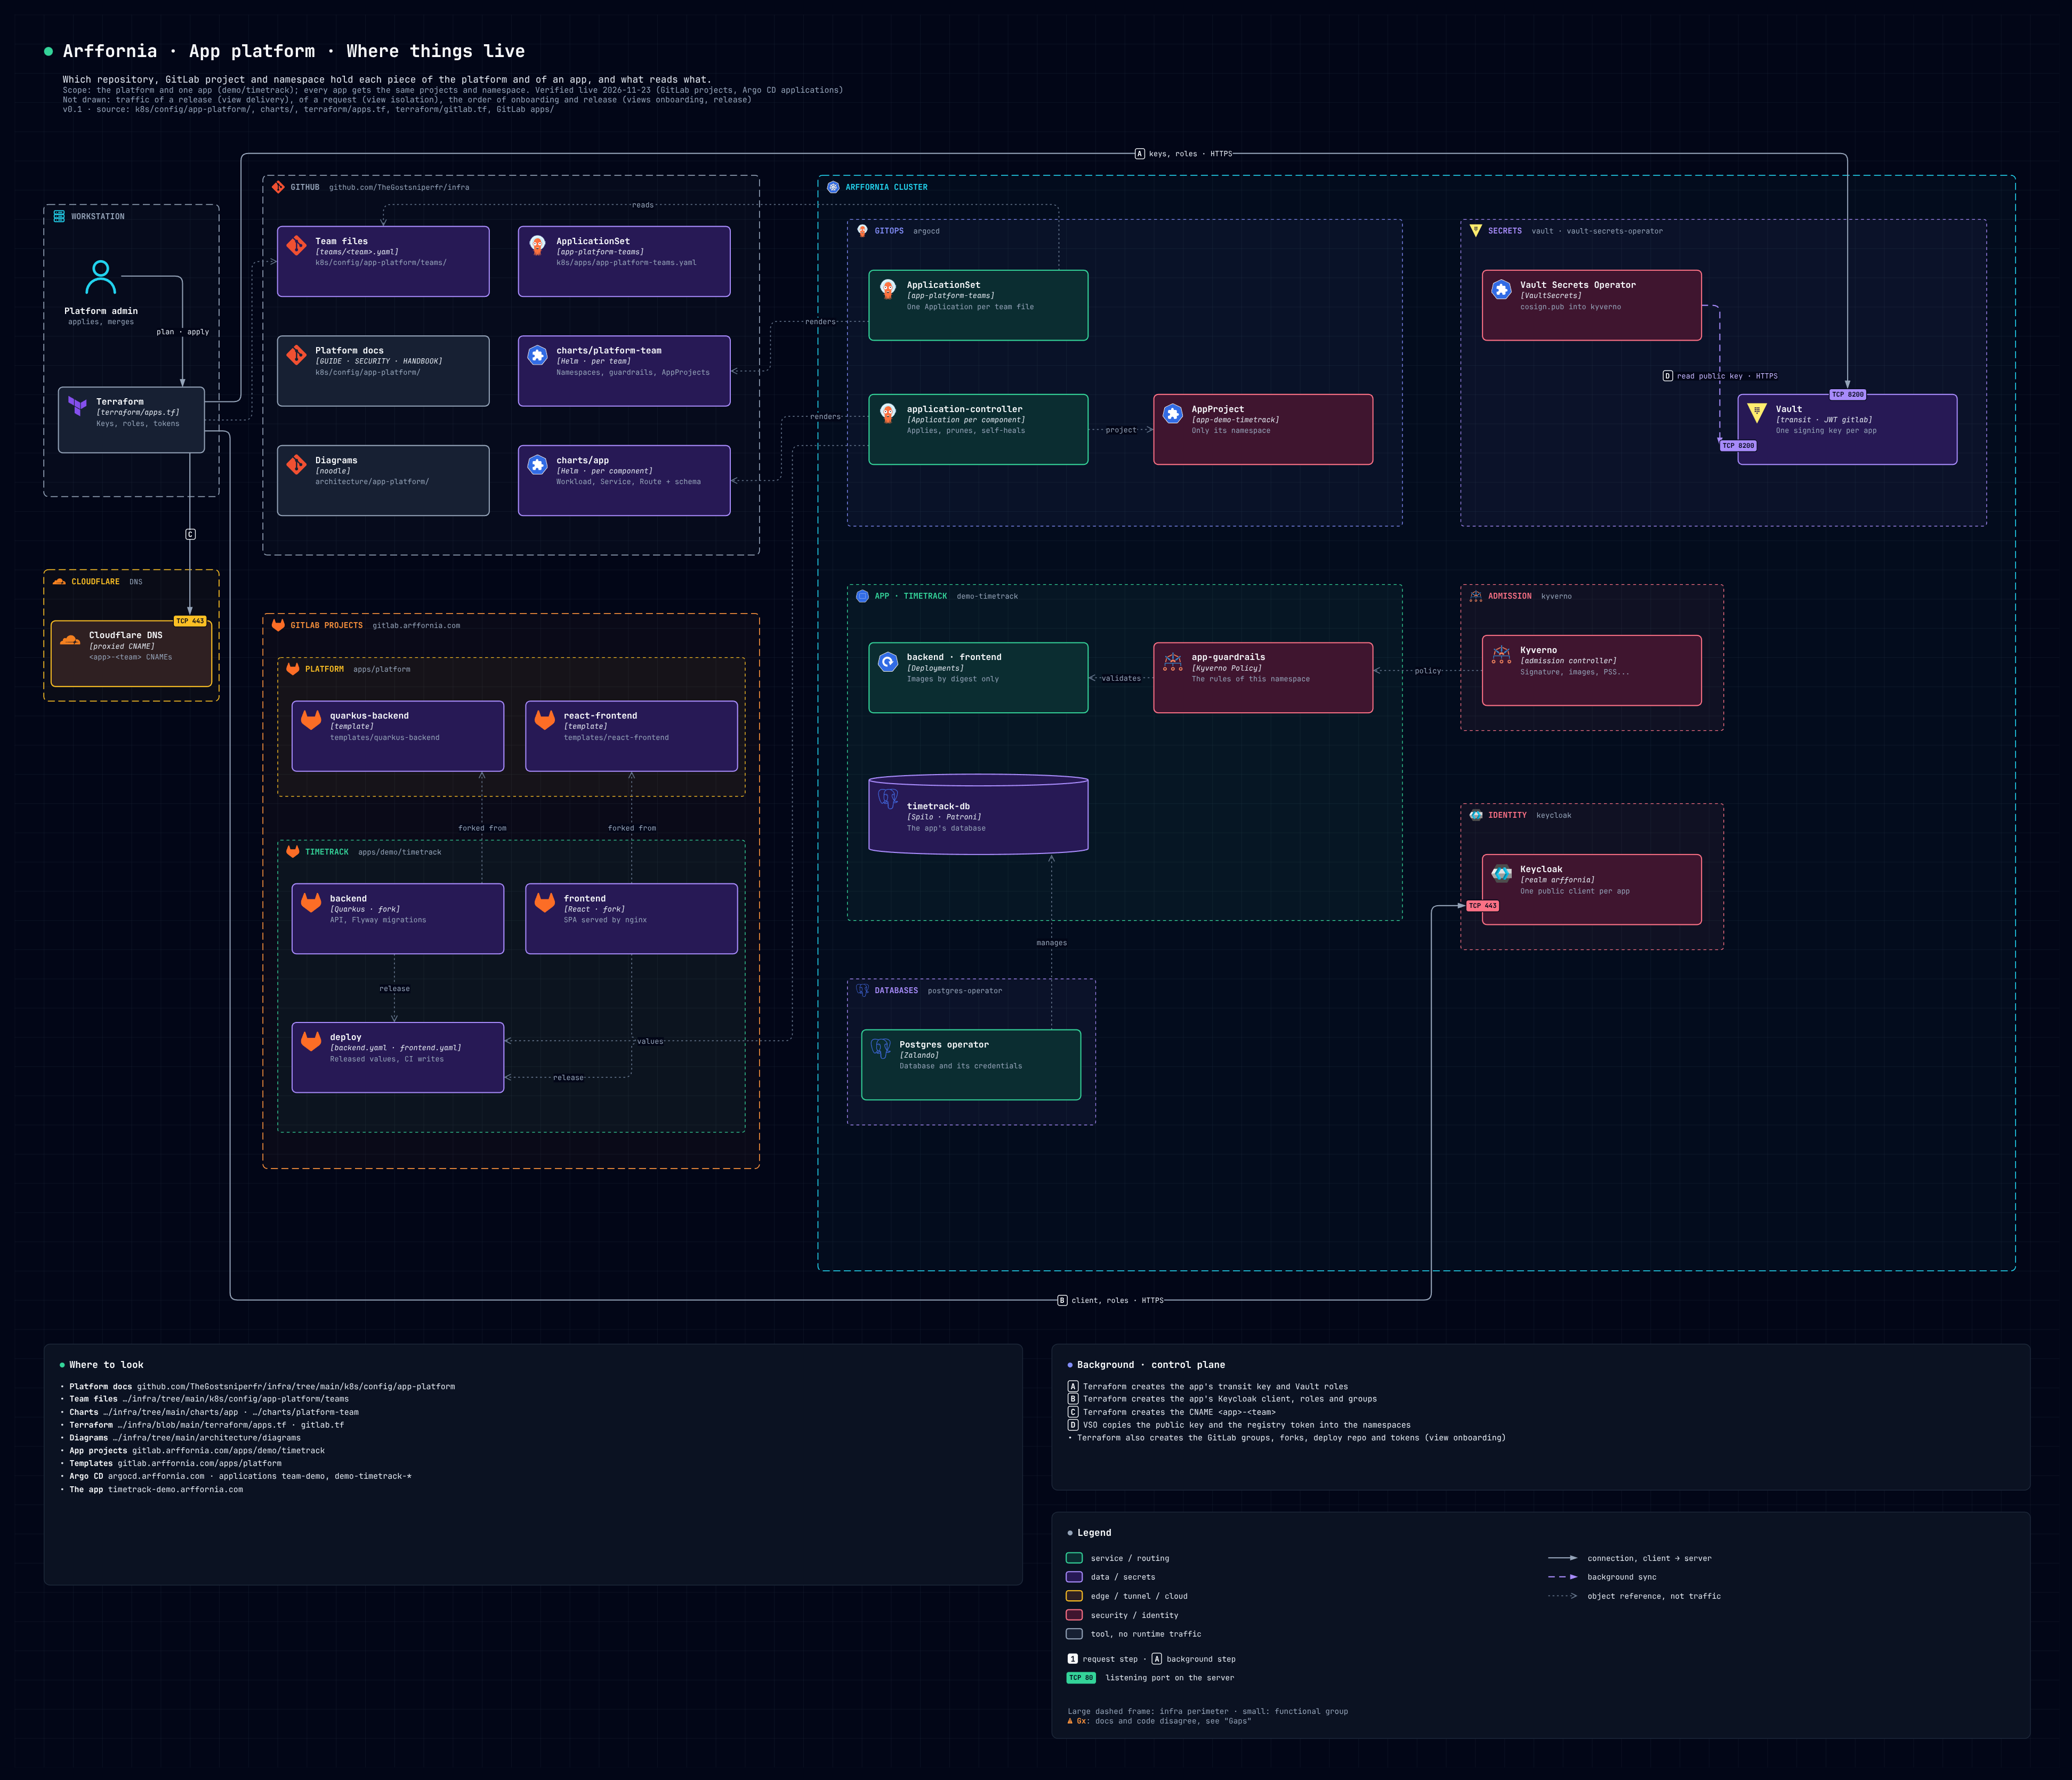 Arffornia · App platform · Where things live
Which repository, GitLab project and namespace hold each piece of the platform and of an app, and what reads what.
Scope: the platform and one app (demo/timetrack); every app gets the same projects and namespace. Verified live 2026-11-23 (GitLab projects, Argo CD applications)
Not drawn: traffic of a release (view delivery), of a request (view isolation), the order of onboarding and release (views onboarding, release)
v0.1 · source: k8s/config/app-platform/, charts/, terraform/apps.tf, terraform/gitlab.tf, GitLab apps/
A keys, roles · HTTPS
WORKSTATION
Platform admin
applies, merges
plan · apply
Terraform
[terraform/apps.tf]
Keys, roles, tokens
C
CLOUDFLARE DNS
TCP 443
Cloudflare DNS
[proxied CNAME]
<app>-<team> CNAMEs
GITHUB github.com/TheGostsniperfr/infra
reads
Team files
[teams/<team>.yaml]
k8s/config/app-platform/teams/
ApplicationSet
[app-platform-teams]
k8s/apps/app-platform-teams.yaml
Platform docs
[GUIDE · SECURITY · HANDBOOK]
k8s/config/app-platform/
charts/platform-team
[Helm · per team]
Namespaces, guardrails, AppProjects
Diagrams
[noodle]
architecture/app-platform/
charts/app
[Helm · per component]
Workload, Service, Route + schema
renders
renders
GITLAB PROJECTS gitlab.arffornia.com
PLATFORM apps/platform
quarkus-backend
[template]
templates/quarkus-backend
react-frontend
[template]
templates/react-frontend
forked from
forked from
TIMETRACK apps/demo/timetrack
backend
[Quarkus · fork]
API, Flyway migrations
frontend
[React · fork]
SPA served by nginx
release
deploy
[backend.yaml · frontend.yaml]
Released values, CI writes
values
release
ARFFORNIA CLUSTER
GITOPS argocd
ApplicationSet
[app-platform-teams]
One Application per team file
application-controller
[Application per component]
Applies, prunes, self-heals
project
AppProject
[app-demo-timetrack]
Only its namespace
SECRETS vault · vault-secrets-operator
Vault Secrets Operator
[VaultSecrets]
cosign.pub into kyverno
D read public key · HTTPS
TCP 8200
TCP 8200
Vault
[transit · JWT gitlab]
One signing key per app
APP · TIMETRACK demo-timetrack
backend · frontend
[Deployments]
Images by digest only
validates
app-guardrails
[Kyverno Policy]
The rules of this namespace
policy
timetrack-db
[Spilo · Patroni]
The app's database
manages
ADMISSION kyverno
Kyverno
[admission controller]
Signature, images, PSS...
IDENTITY keycloak
Keycloak
[realm arffornia]
One public client per app
TCP 443
DATABASES postgres-operator
Postgres operator
[Zalando]
Database and its credentials
B client, roles · HTTPS
Where to look
• Platform docs github.com/TheGostsniperfr/infra/tree/main/k8s/config/app-platform
• Team files …/infra/tree/main/k8s/config/app-platform/teams
• Charts …/infra/tree/main/charts/app · …/charts/platform-team
• Terraform …/infra/blob/main/terraform/apps.tf · gitlab.tf
• Diagrams …/infra/tree/main/architecture/diagrams
• App projects gitlab.arffornia.com/apps/demo/timetrack
• Templates gitlab.arffornia.com/apps/platform
• Argo CD argocd.arffornia.com · applications team-demo, demo-timetrack-*
• The app timetrack-demo.arffornia.com
Background · control plane
A Terraform creates the app's transit key and Vault roles
B Terraform creates the app's Keycloak client, roles and groups
C Terraform creates the CNAME <app>-<team>
D VSO copies the public key and the registry token into the namespaces
• Terraform also creates the GitLab groups, forks, deploy repo and tokens (view onboarding)
Legend
service / routing
data / secrets
edge / tunnel / cloud
security / identity
tool, no runtime traffic
connection, client → server
background sync
object reference, not traffic
1 request step · A background step
TCP 80 listening port on the server
Large dashed frame: infra perimeter · small: functional group
⚠ Gx: docs and code disagree, see "Gaps"